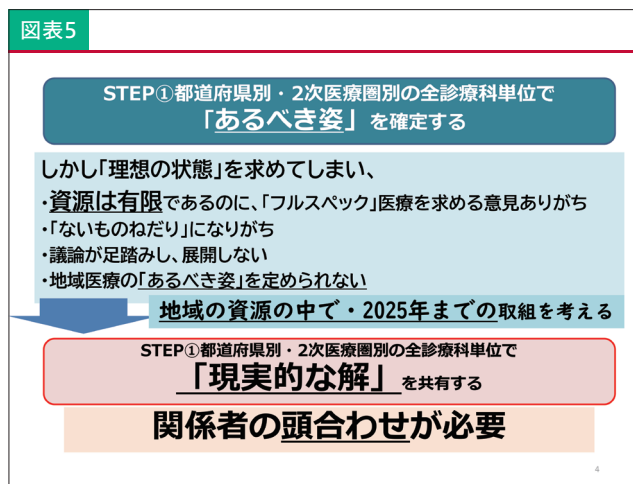 図表5
STEP①都道府県別・2次医療圏別の全診療科単位で
「あるべき姿」を確定する
しかし「理想の状態」を求めてしまい、
・資源は有限であるのに、「フルスペック」医療を求める意見ありがち
・「ないものねだり」になりがち
・議論が足踏みし、展開しない
・地域医療の「あるべき姿」を定められない
地域の資源の中で・2025年までの取組を考える
STEP①都道府県別・2次医療圏別の全診療科単位で
「現実的な解」を共有する
関係者の頭合わせが必要
4